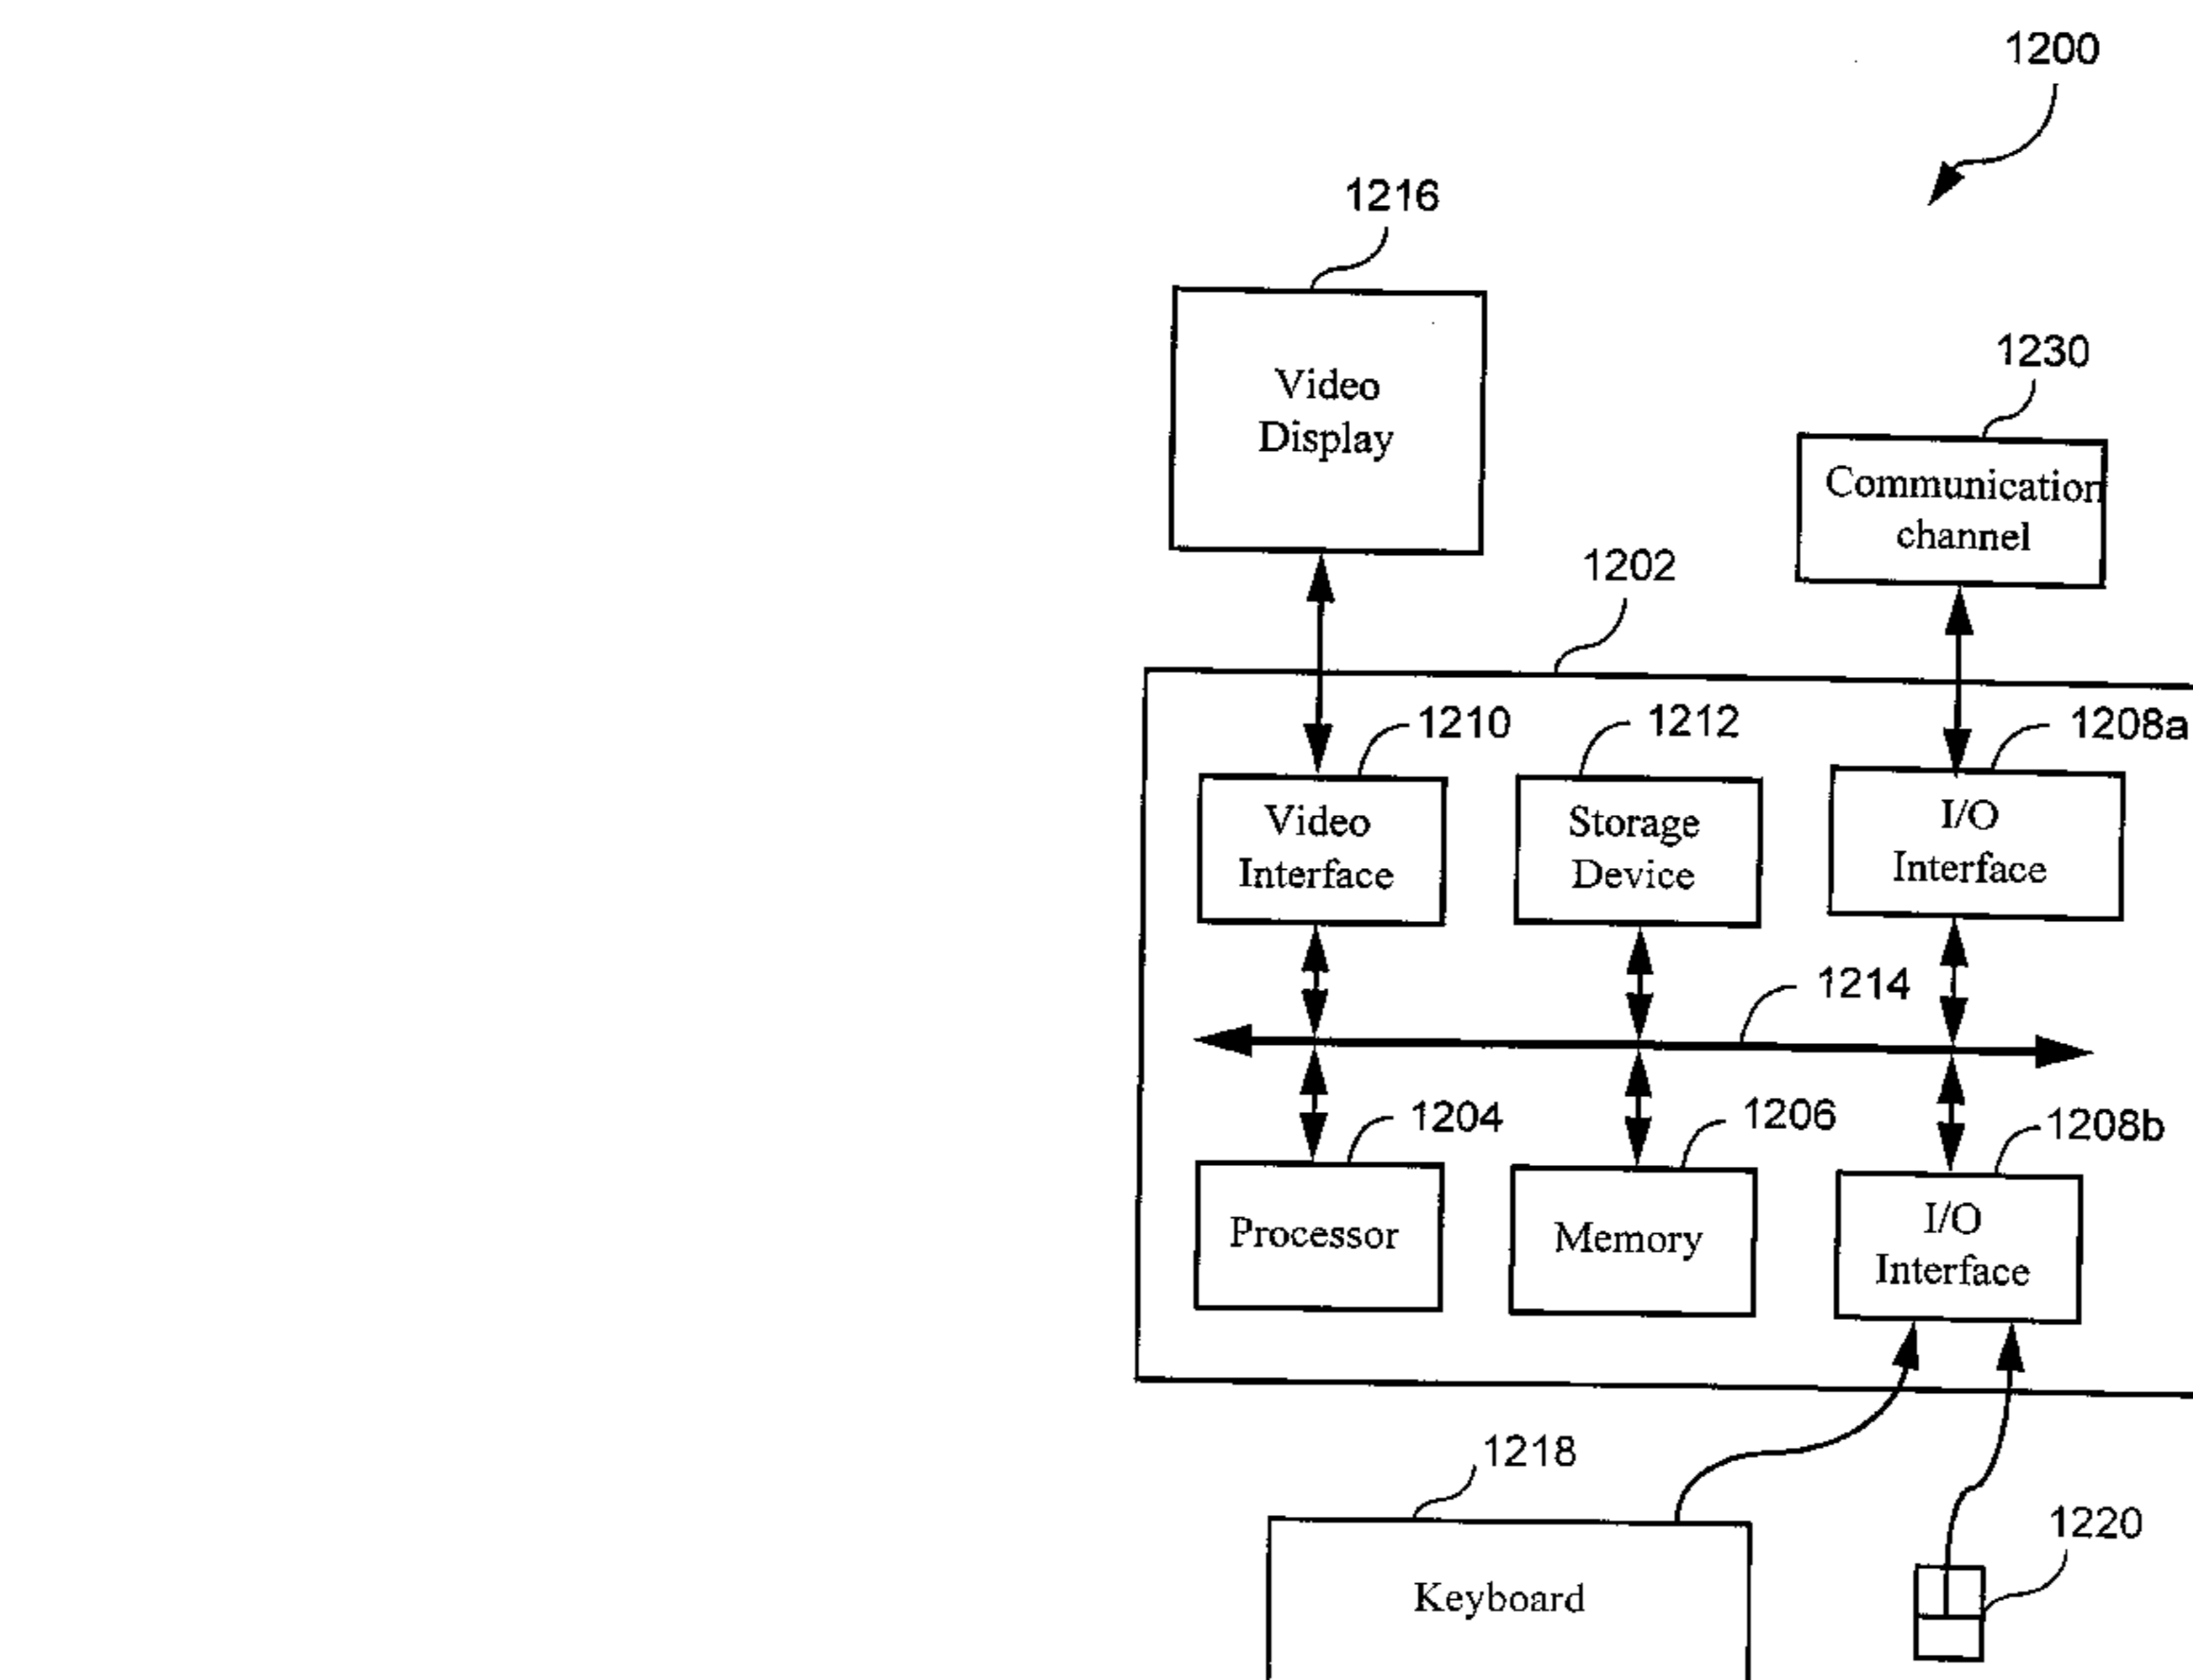 1200
1216
Video
Display
1230
Communication
channel
1202
1210
1212
1208a
Video
Interface
Storage
Device
I/O
Interface
1214
1204
1206
1208b
Processor
Memory
I/O
Interface
1218
Keyboard
1220